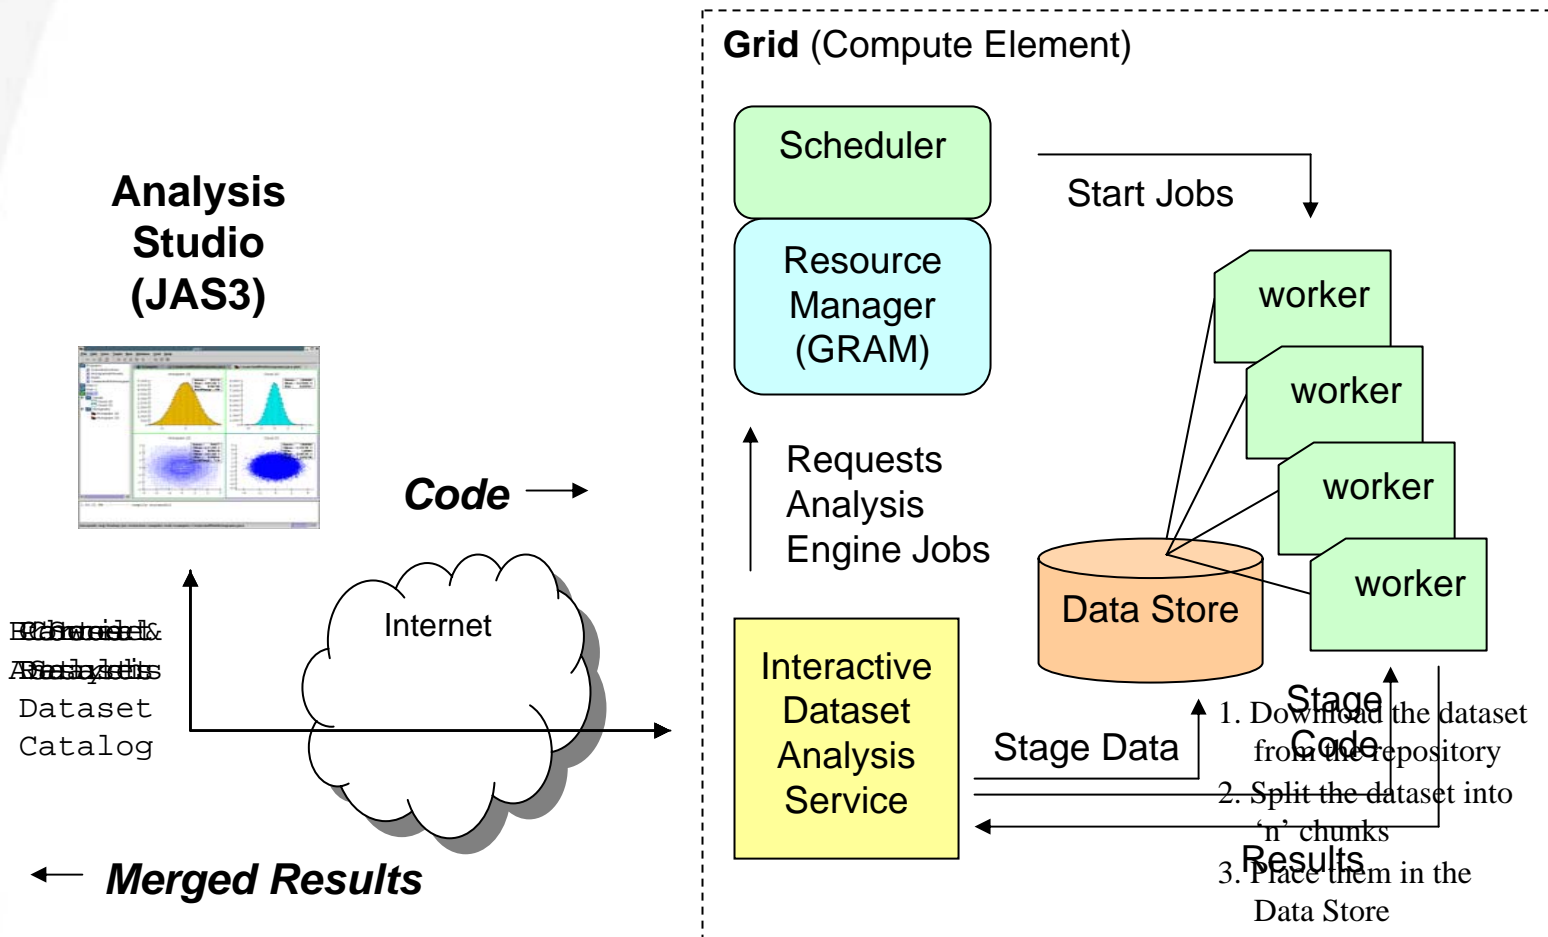 Grid (Compute Element)
Scheduler
Start Jobs
Analysis
Studio
(JAS3)
Resource
Manager
(GRAM)
worker
worker
worker
worker
Code
Requests
Analysis
Engine Jobs
Internet
Data Store
Dataset
Catalog
Interactive
Dataset
Analysis
Service
Stage Data
Stage
Code
1. Download the dataset
from the repository
2. Split the dataset into
‘n’ chunks
Results
3. Place them in the
Data Store
Merged Results